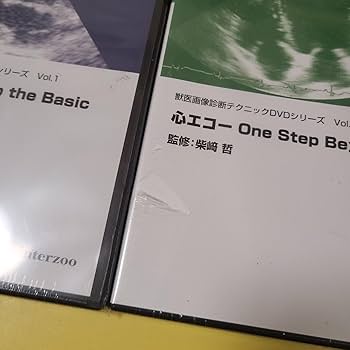 シリーズ Vol.1
the Basic
nterzoo
獣医画像診断テクニックDVDシリーズ Vol.
心エコー One Step Be
監修:柴﨑 哲